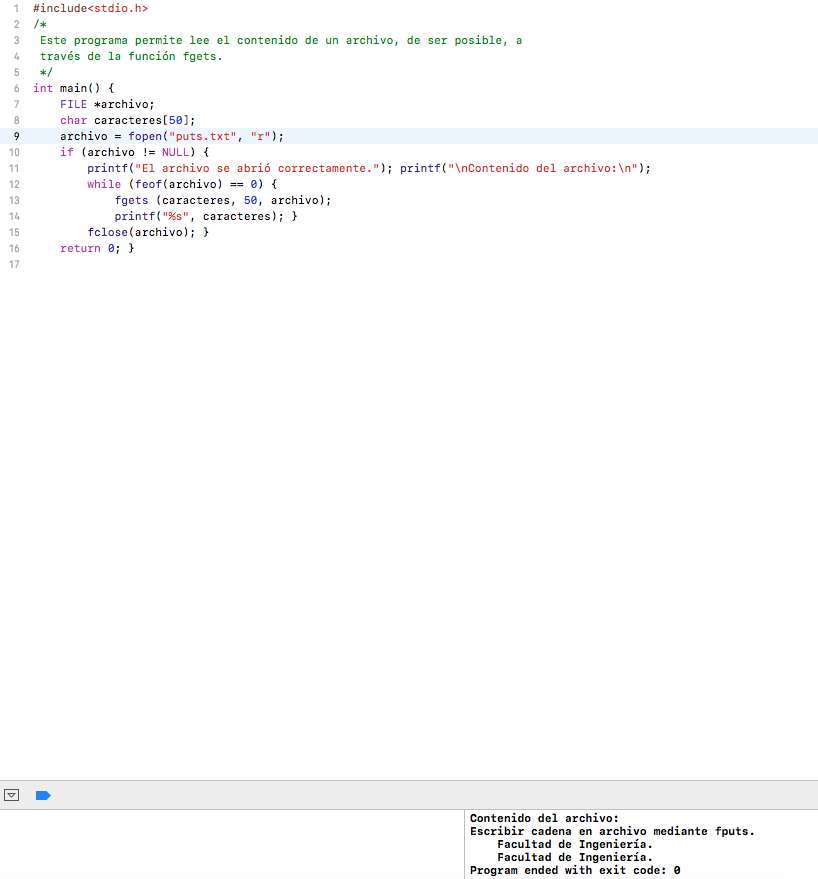 1 #include<stdio.h>
2 /*
3 Este programa permite lee el contenido de un archivo, de ser posible, a
4 través de la función fgets.
5 */
6 int main() {
7 FILE *archivo;
8 char caracteres[50];
9 archivo = fopen("puts.txt", "r");
10 if (archivo != NULL) {
11 printf("El archivo se abrió correctamente."); printf("\nContenido del archivo:\n");
12 while (feof(archivo) == 0) {
13 fgets (caracteres, 50, archivo);
14 printf("%s", caracteres); }
15 fclose(archivo); }
16 return 0; }
17
Contenido del archivo:
Escribir cadena en archivo mediante fputs.
Facultad de Ingeniería.
Facultad de Ingeniería.
Program ended with exit code: 0